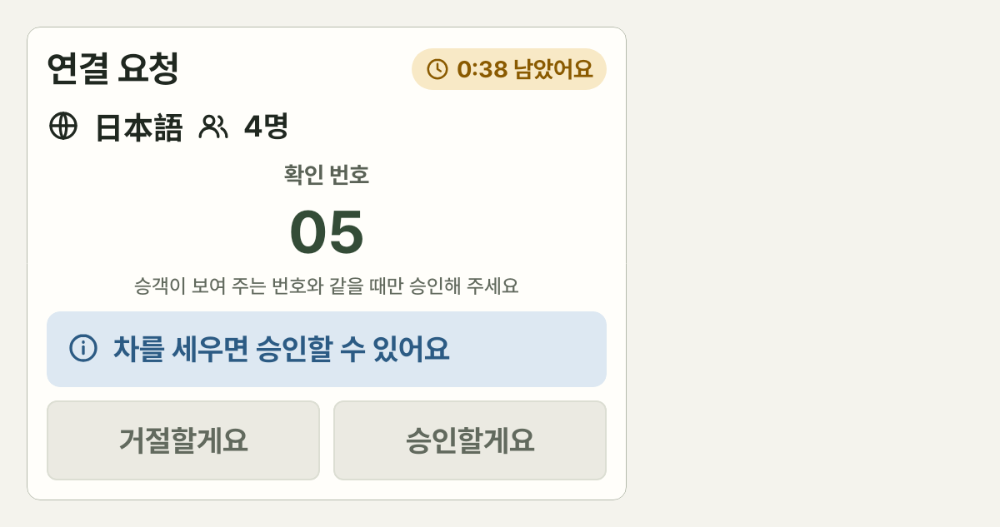 연결 요청
0:38 남았어요
日本語 4명
확인 번호
05
승객이 보여 주는 번호와 같을 때만 승인해 주세요
차를 세우면 승인할 수 있어요
거절할게요
승인할게요